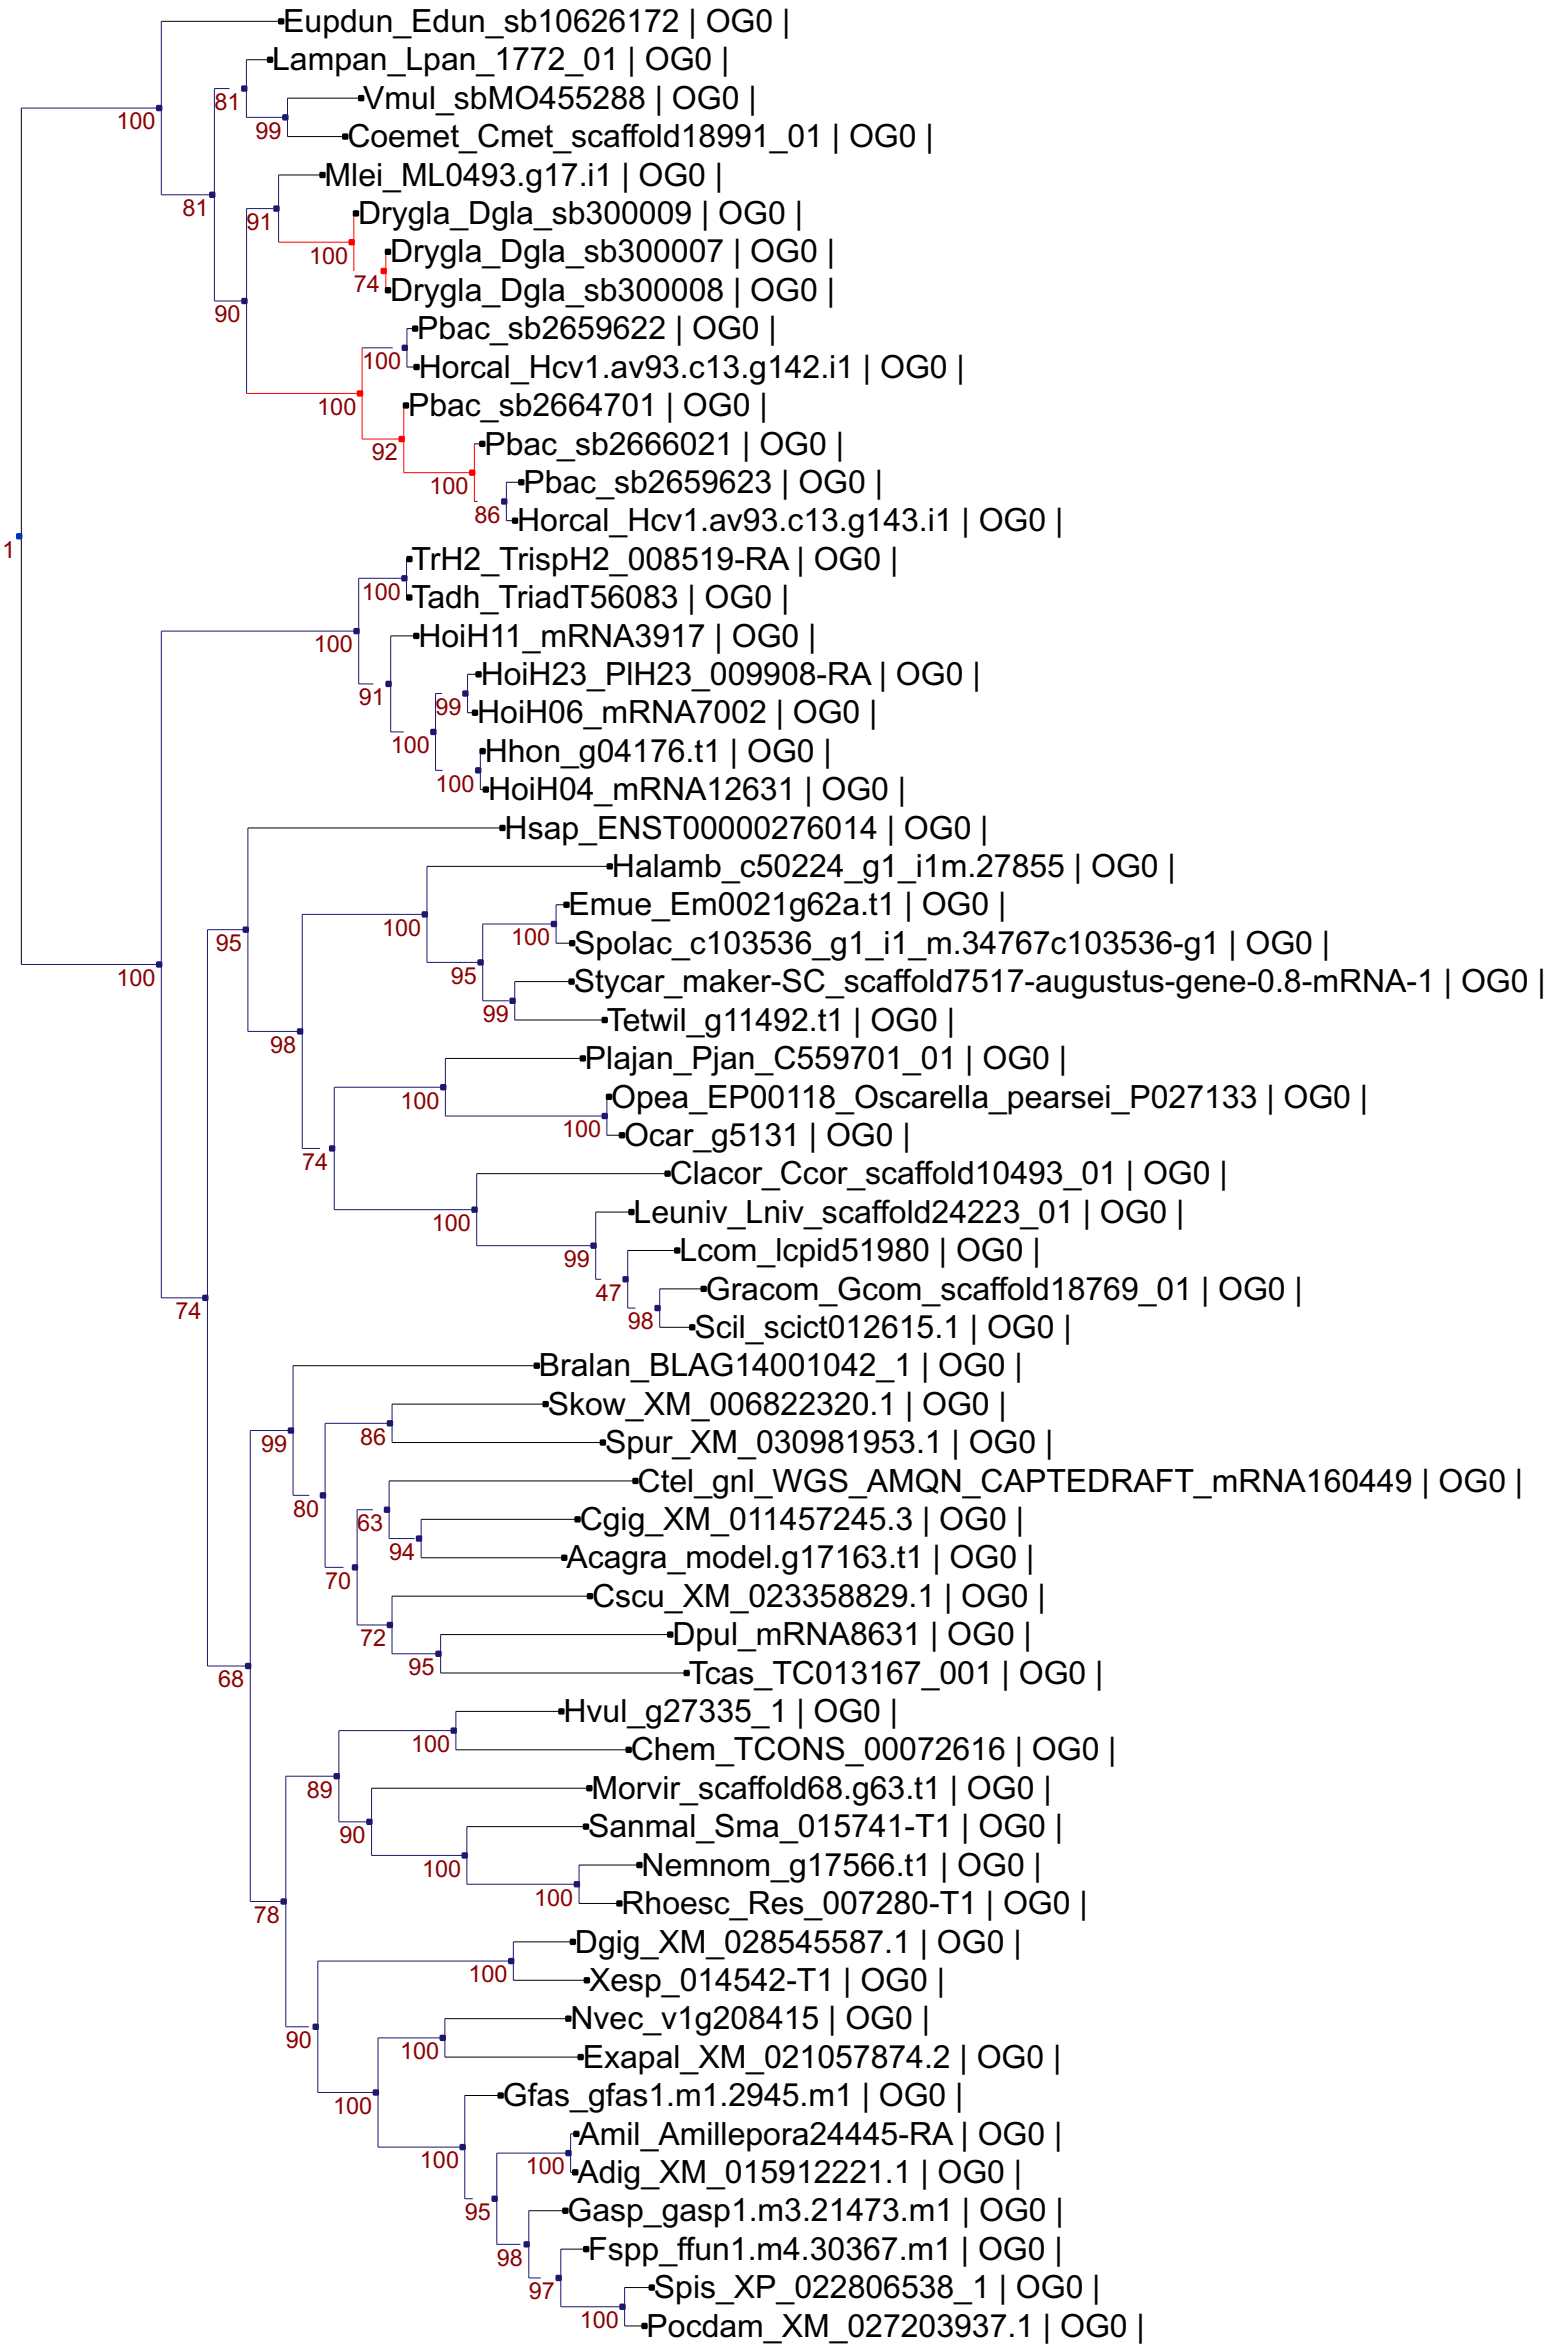 Eupdun_Edun_sb10626172 | OG0 |
Lampan_Lpan_1772_01 | OG0 |
81
Vmul_sbMO455288 | OG0 |
100
99
Coemet_Cmet_scaffold18991_01 | OG0 |
Mlei_ML0493.g17.i1 | OG0 |
81
91
Drygla_Dgla_sb300009 | OG0 |
100
Drygla_Dgla_sb300007 | OG0 |
74
Drygla_Dgla_sb300008 | OG0 |
90
Pbac_sb2659622 | OG0 |
100
Horcal_Hcv1.av93.c13.g142.i1 | OG0 |
100
Pbac_sb2664701 | OG0 |
92
Pbac_sb2666021 | OG0 |
100
Pbac_sb2659623 | OG0 |
86
Horcal_Hcv1.av93.c13.g143.i1 | OG0 |
1
TrH2_TrispH2_008519-RA | OG0 |
100
Tadh_TriadT56083 | OG0 |
100
HoiH11_mRNA3917 | OG0 |
91
HoiH23_PlH23_009908-RA | OG0 |
99
HoiH06_mRNA7002 | OG0 |
100
Hhon_g04176.t1 | OG0 |
100
HoiH04_mRNA12631 | OG0 |
Hsap_ENST00000276014 | OG0 |
Halamb_c50224_g1_i1m.27855 | OG0 |
Emue_Em0021g62a.t1 | OG0 |
100
95
100
Spolac_c103536_g1_i1_m.34767c103536-g1 | OG0 |
100
95
Stycar_maker-SC_scaffold7517-augustus-gene-0.8-mRNA-1 | OG0 |
99
Tetwil_g11492.t1 | OG0 |
98
Plajan_Pjan_C559701_01 | OG0 |
100
Opea_EP00118_Oscarella_pearsei_P027133 | OG0 |
100
Ocar_g5131 | OG0 |
74
Clacor_Ccor_scaffold10493_01 | OG0 |
100
Leuniv_Lniv_scaffold24223_01 | OG0 |
99
Lcom_lcpid51980 | OG0 |
47
Gracom_Gcom_scaffold18769_01 | OG0 |
74
98
Scil_scict012615.1 | OG0 |
Bralan_BLAG14001042_1 | OG0 |
Skow_XM_006822320.1 | OG0 |
99
86
Spur_XM_030981953.1 | OG0 |
Ctel_gnl_WGS_AMQN_CAPTEDRAFT_mRNA160449 | OG0 |
80
63
Cgig_XM_011457245.3 | OG0 |
94
Acagra_model.g17163.t1 | OG0 |
70
Cscu_XM_023358829.1 | OG0 |
72
Dpul_mRNA8631 | OG0 |
95
Tcas_TC013167_001 | OG0 |
68
Hvul_g27335_1 | OG0 |
100
Chem_TCONS_00072616 | OG0 |
89
Morvir_scaffold68.g63.t1 | OG0 |
90
Sanmal_Sma_015741-T1 | OG0 |
100
Nemnom_g17566.t1 | OG0 |
100
Rhoesc_Res_007280-T1 | OG0 |
78
Dgig_XM_028545587.1 | OG0 |
100
Xesp_014542-T1 | OG0 |
90
Nvec_v1g208415 | OG0 |
100
Exapal_XM_021057874.2 | OG0 |
100
Gfas_gfas1.m1.2945.m1 | OG0 |
100
Amil_Amillepora24445-RA | OG0 |
100
Adig_XM_015912221.1 | OG0 |
95
Gasp_gasp1.m3.21473.m1 | OG0 |
98
Fspp_ffun1.m4.30367.m1 | OG0 |
97
Spis_XP_022806538_1 | OG0 |
100
Pocdam_XM_027203937.1 | OG0 |